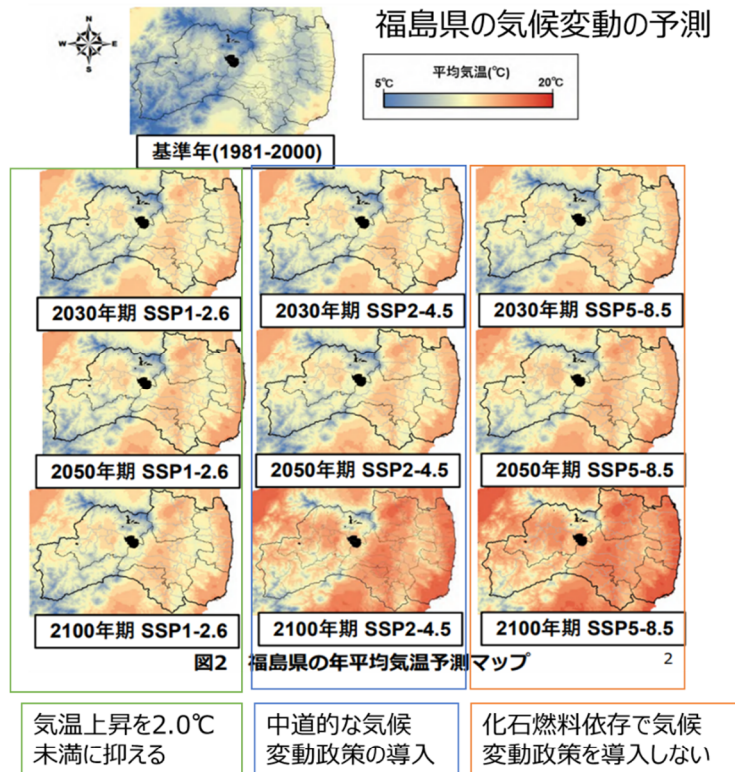 福島県の気候変動の予測
N
W E
S
平均気温(℃)
5℃ 20℃
基準年(1981-2000)
2030年期 SSP1-2.6
2030年期 SSP2-4.5
2030年期 SSP5-8.5
2050年期 SSP1-2.6
2050年期 SSP2-4.5
2050年期 SSP5-8.5
2100年期 SSP1-2.6
2100年期 SSP2-4.5
2100年期 SSP5-8.5
図2 福島県の年平均気温予測マップ
2
気温上昇を2.0℃
未満に抑える
中道的な気候
変動政策の導入
化石燃料依存で気候
変動政策を導入しない